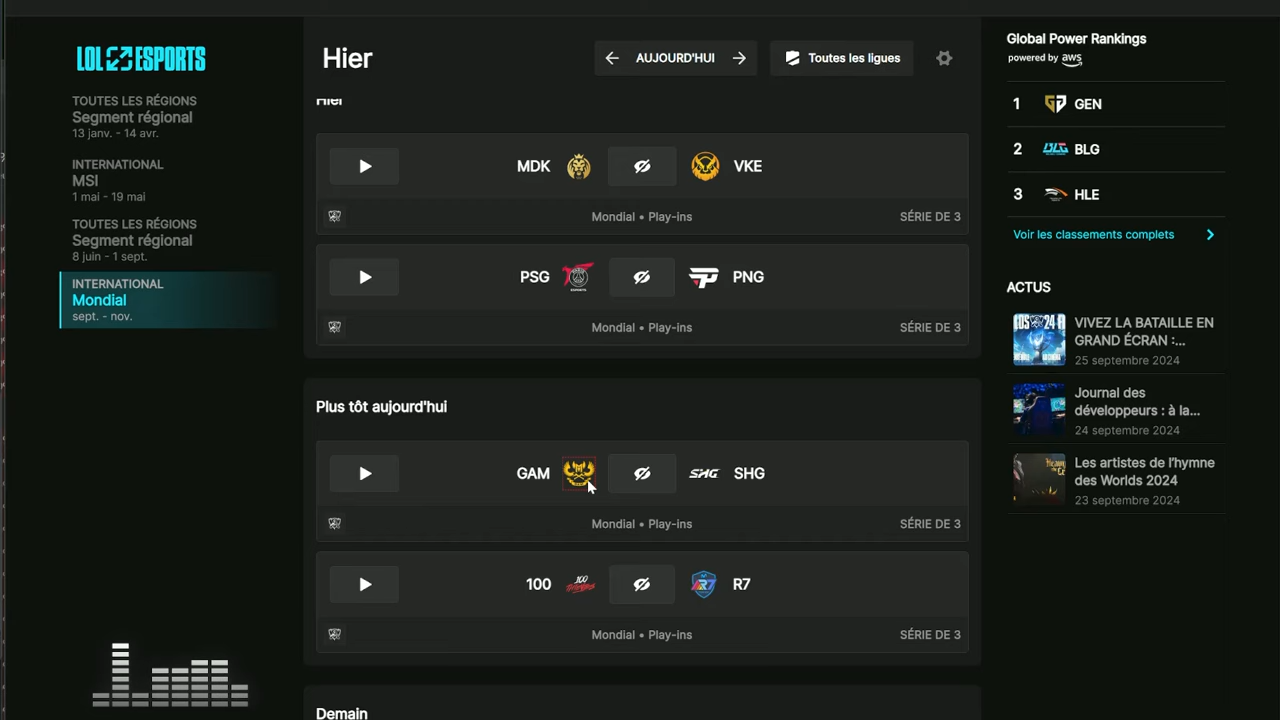 LOL ESPORTS
TOUTES LES RÉGIONS
Segment régional
13 janv. - 14 avr.
INTERNATIONAL
MSI
1 mai - 19 mai
TOUTES LES RÉGIONS
Segment régional
8 juin - 1 sept.
INTERNATIONAL
Mondial
sept. - nov.
Hier
AUJOURD'HUI
Toutes les ligues
Hier
MDK VKE
Mondial • Play-ins SÉRIE DE 3
PSG PNG
Mondial • Play-ins SÉRIE DE 3
Plus tôt aujourd'hui
GAM SHG SHG
Mondial • Play-ins SÉRIE DE 3
100 100 THIEVES R7 R7
Mondial • Play-ins SÉRIE DE 3
Demain
Global Power Rankings
powered by aws
1 GEN
2 BLG BLG
3 HLE
Voir les classements complets
ACTUS
VIVEZ LA BATAILLE EN
GRAND ÉCRAN :...
25 septembre 2024
Journal des
développeurs : à la...
24 septembre 2024
Les artistes de l'hymne
des Worlds 2024
23 septembre 2024